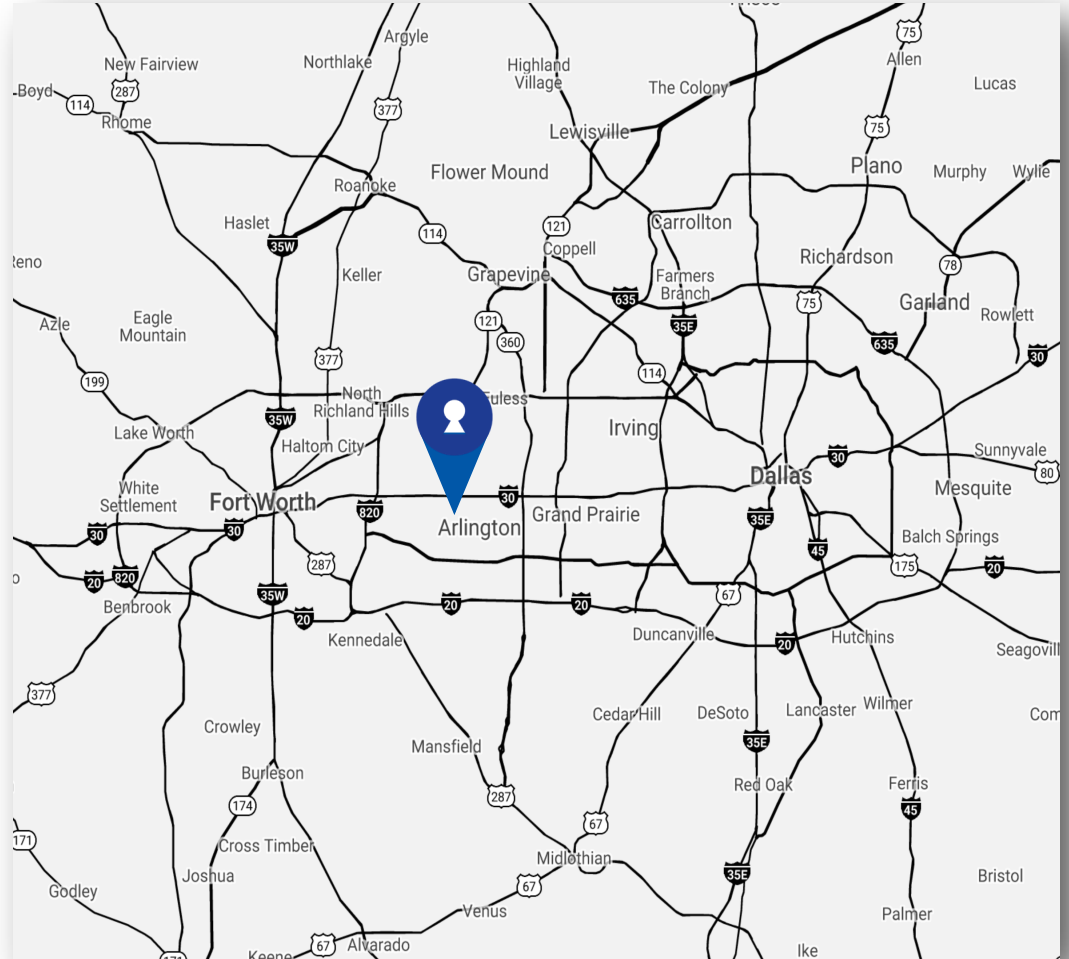 Argyle
75
New Fairview
Northlake
Highland
Village
Allen
Boyd
114
287
377
The Colony
Lucas
Rhome
Lewisville
75
Flower Mound
Plano
Murphy
Wylie
Roanoke
Haslet
35W
114
121
Carrollton
Coppell
Richardson
78
Keller
Grapevine
Farmers
Branch
635
75
Garland
Rowlett
Azle
Eagle
Mountain
121
360
35E
635
30
377
114
199
North
Richland Hills
Euless
35W
Lake Worth
Haltom City
Irving
30
Sunnyvale
80
White
Settlement
Fort Worth
30
Dallas
Mesquite
820
Arlington
Grand Prairie
35E
30
30
45
Balch Springs
287
175
20
820
20
35W
20
20
67
20
Benbrook
20
Kennedale
Duncanville
20
Hutchins
377
Crowley
Cedar Hill
DeSoto
Lancaster
Wilmer
Mansfield
35E
Burleson
287
Red Oak
Ferris
174
45
67
171
Cross Timber
Midlothian
Joshua
67
35E
Bristol
Godley
Venus
Palmer
67
Alvarado
Keene
Ike